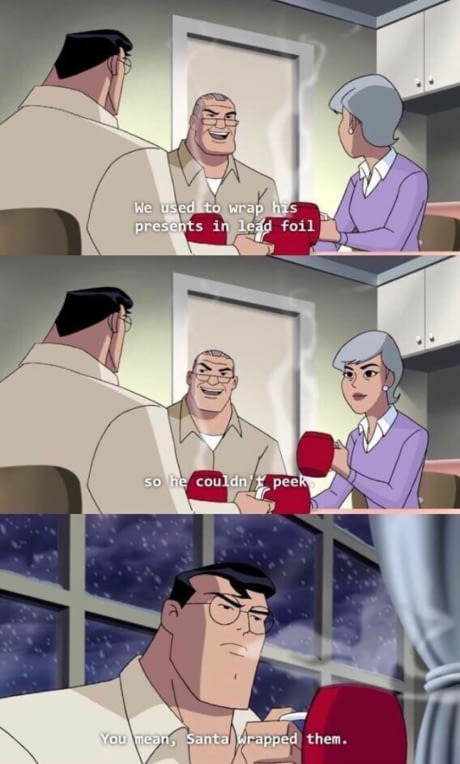 We used to wrap his
presents in lead foil
so he couldn't peek.
You mean, Santa wrapped them.